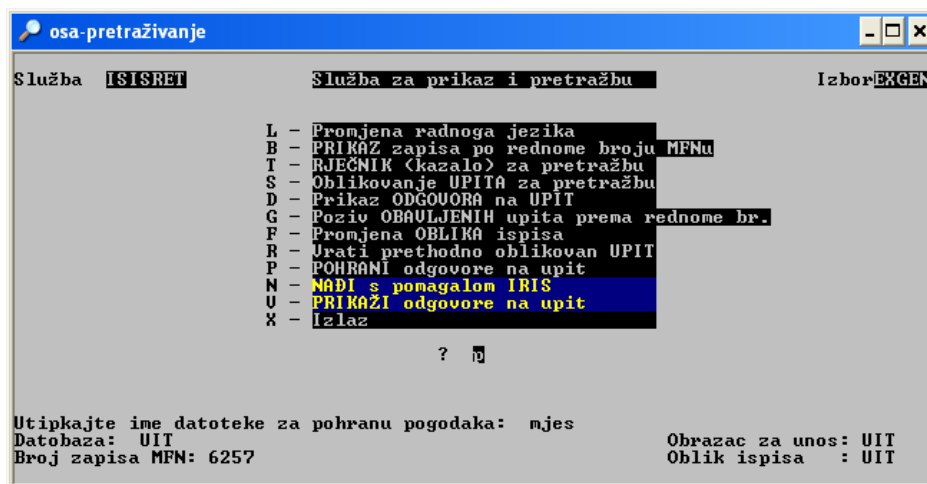 osa-pretraživanje
Služba ISISRET Služba za prikaz i pretražbu Izbor EXGEN
L - Promjena radnoga jezika
B - PRIKAZ zapisa po rednome broju MFNu
T - RJEČNIK (kazalo) za pretražbu
S - Oblikovanje UPITA za pretražbu
D - Prikaz ODGOVORA na UPIT
G - Poziv OBAVLJENIH upita prema rednome br.
F - Promjena OBLIKA ispisa
R - Vrati prethodno oblikovan UPIT
P - POHRANI odgovore na upit
N - NAĐI s pomagalom IRIS
V - PRIKAŽI odgovore na upit
X - Izlaz
? p
Utipkajte ime datoteke za pohranu pogodaka: mjes
Datobaza: UIT Obrazac za unos: UIT
Broj zapisa MFN: 6257 Oblik ispisa : UIT